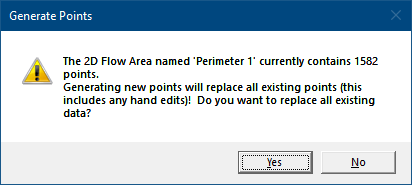 Generate Points
The 2D Flow Area named 'Perimeter 1' currently contains 1582
points.
Generating new points will replace all existing points (this
includes any hand edits)!  Do you want to replace all existing
data?
Yes
No